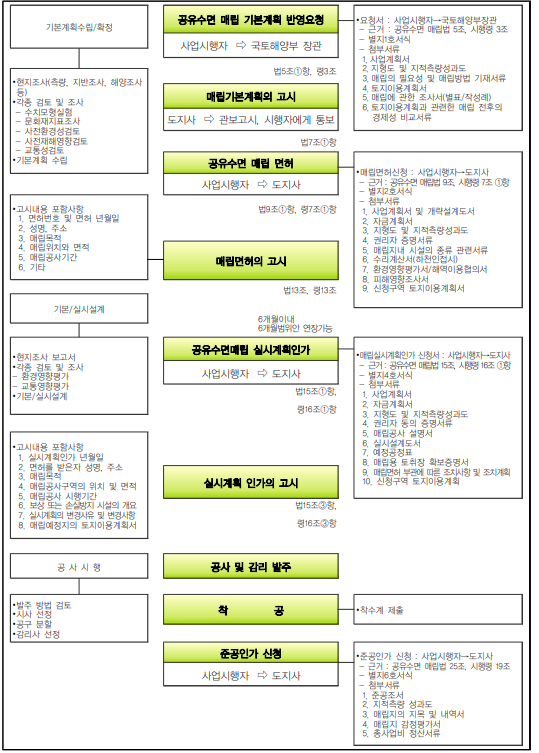 기본계획수립/확정
•현지조사(측량, 지반조사, 해양조사
등)
•각종 검토 및 조사
- 수치모형실험
- 문화재지표조사
- 사전환경성검토
- 사전재해영향검토
- 교통성검토
•기본계획 수립
공유수면 매립 기본계획 반영요청
사업시행자 ⇨ 국토해양부 장관
법5조①항, 령3조
매립기본계획의 고시
도지사 ⇨ 관보고시, 시행자에게 통보
법7조①항
•요청서 : 사업시행자→국토해양부장관
- 근거 : 공유수면 매립법 5조, 시행령 3조
- 별지1호서식
- 첨부서류
1. 사업계획서
2. 지형도 및 지적측량성과도
3. 매립의 필요성 및 매립방법 기재서류
4. 토지이용계획서
5. 매립에 관한 조사서(별표/작성례)
6. 토지이용계획과 관련한 매립 전후의
경제성 비교서류
공유수면 매립 면허
사업시행자 ⇨ 도지사
법9조①항, 령7조①항
•매립면허신청 : 사업시행자→도지사
- 근거 : 공유수면 매립법 9조, 시행령 7조 ①항
- 별지2호서식
- 첨부서류
1. 사업계획서 및 개략설계도서
2. 자금계획서
3. 지형도 및 지적측량성과도
4. 권리자 증명서류
5. 매립지내 시설의 종류 관련서류
6. 수리계산서(하천인접시)
7. 환경영향평가서/해역이용협의서
8. 피해영향조사서
9. 신청구역 토지이용계획서
•고시내용 포함사항
1. 면허번호 및 면허 년월일
2. 성명, 주소
3. 매립목적
4. 매립위치와 면적
5. 매립공사기간
6. 기타
매립면허의 고시
법13조, 령13조
기본/실시설계
•현지조사 보고서
•각종 검토 및 조사
- 환경영향평가
- 교통영향평가
•기본/실시설계
6개월이내
6개월범위안 연장가능
공유수면매립 실시계획인가
사업시행자 ⇨ 도지사
법15조①항,
령16조①항
•매립실시계획인가 신청서 : 사업시행자→도지사
- 근거 : 공유수면 매립법 15조, 시행령 16조 ①항
- 별지4호서식
- 첨부서류
1. 사업계획서
2. 자금계획서
3. 지형도 및 지적측량성과도
4. 권리자 동의 증명서류
5. 매립공사 설명서
6. 실시설계도서
7. 예정공정표
8. 매립용 토취장 확보증명서
9. 매립면허 부관에 따른 조치사항 및 조치계획
10. 신청구역 토지이용계획
•고시내용 포함사항
1. 실시계획인가 년월일
2. 면허를 받은자 성명, 주소
3. 매립목적
4. 매립공사구역의 위치 및 면적
5. 매립공사 시행기간
6. 보상 또는 손실방지 시설의 개요
7. 실시계획의 변경사유 및 변경사항
8. 매립예정지의 토지이용계획서
실시계획 인가의 고시
법15조③항,
령16조③항
공 사 시 행
•발주 방법 검토
•시사 선정
•공구 분할
•감리사 선정
공사 및 감리 발주
착 공
•착수계 제출
준공인가 신청
사업시행자 ⇨ 도지사
•준공인가 신청 : 사업시행자→도지사
- 근거 : 공유수면 매립법 25조, 시행령 19조
- 별지6호서식
- 첨부서류
1. 준공조서
2. 지적측량 성과도
3. 매립지의 지목 및 내역서
4. 매립지 감정평가서
5. 총사업비 정산서류